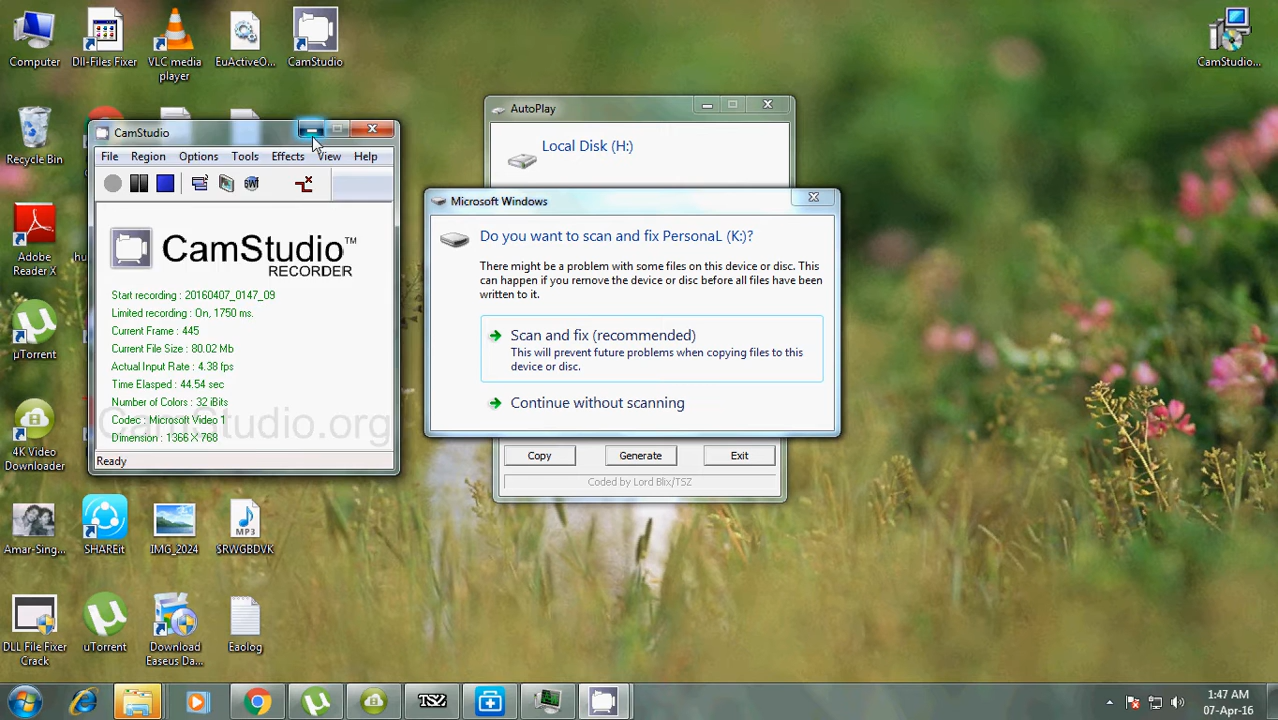 Computer
Dll-Files Fixer
VLC media
player
EuActiveO...
CamStudio
CamStudio...
Recycle Bin
Adobe
Reader X
µTorrent
4K Video
Downloader
Amar-Sing...
SHAREit
IMG_2024
$RWGBDVK
DLL File Fixer
Crack
uTorrent
Download
Easeus Da...
Eaolog
CamStudio
File Region Options Tools Effects View Help
SWT
CamStudio™
RECORDER
Start recording : 20160407_0147_09
Limited recording : On, 1750 ms.
Current Frame : 445
Current File Size : 80.02 Mb
Actual Input Rate : 4.38 fps
Time Elasped : 44.54 sec
Number of Colors : 32 iBits
Codec : Microsoft Video 1
Dimension : 1366 X 768
CamStudio.org
Ready
AutoPlay
Local Disk (H:)
Microsoft Windows
Do you want to scan and fix PersonaL (K:)?
There might be a problem with some files on this device or disc. This
can happen if you remove the device or disc before all files have been
written to it.
Scan and fix (recommended)
This will prevent future problems when copying files to this
device or disc.
Continue without scanning
Copy Generate Exit
Coded by Lord Blix/TSZ
TSZ
1:47 AM
07-Apr-16